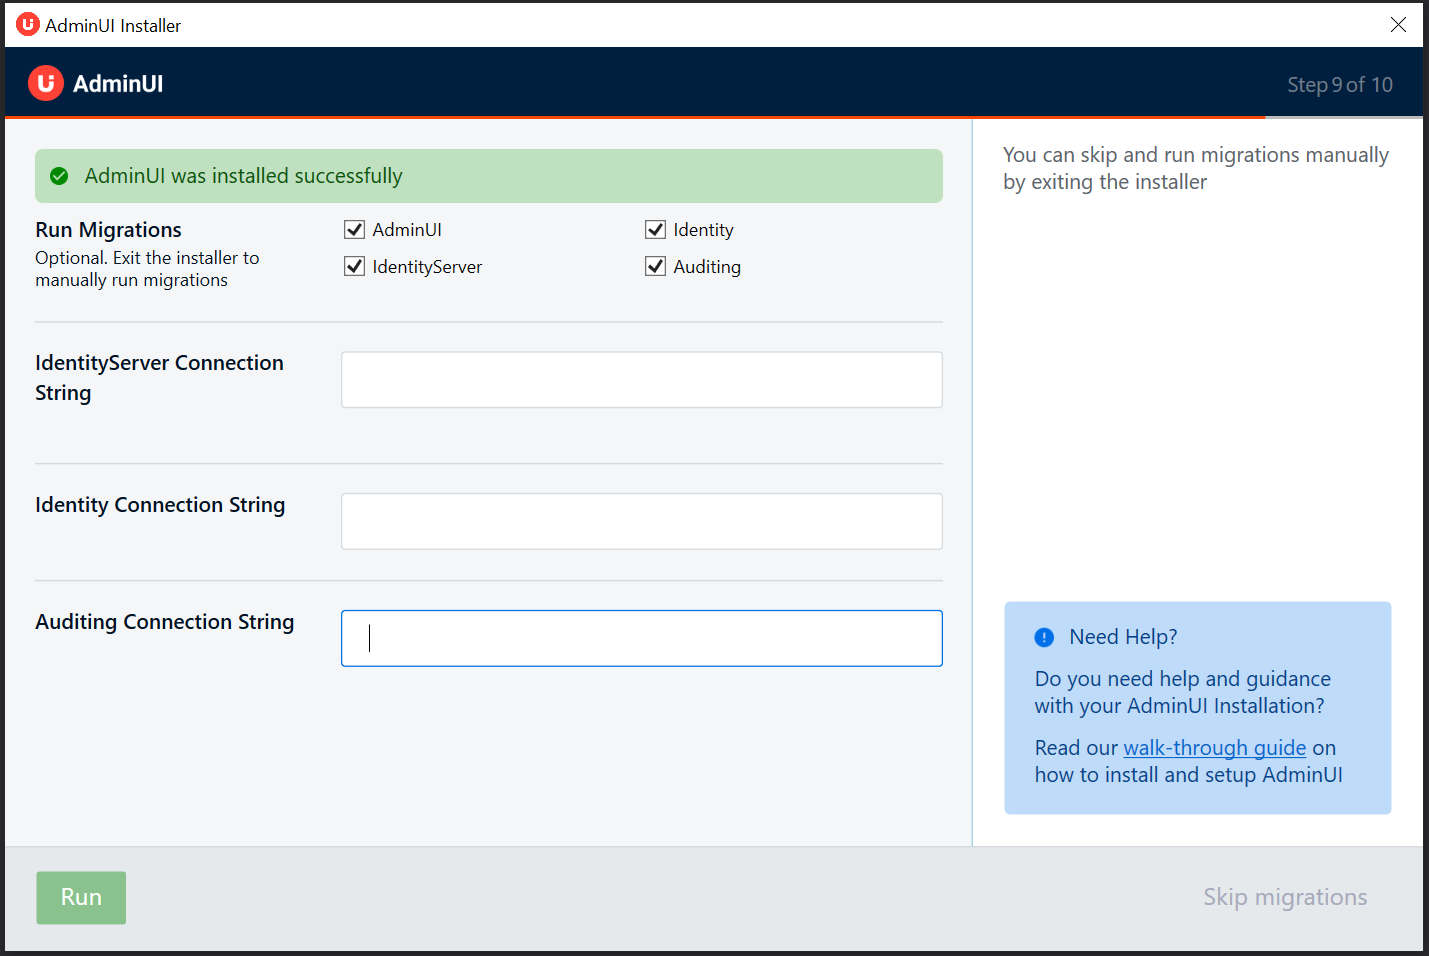 AdminUI Installer
AdminUI
Step 9 of 10
AdminUI was installed successfully
Run Migrations
Optional. Exit the installer to
manually run migrations
AdminUI
Identity
IdentityServer
Auditing
IdentityServer Connection
String
Identity Connection String
Auditing Connection String
You can skip and run migrations manually
by exiting the installer
Need Help?
Do you need help and guidance
with your AdminUI Installation?
Read our walk-through guide on
how to install and setup AdminUI
Run
Skip migrations